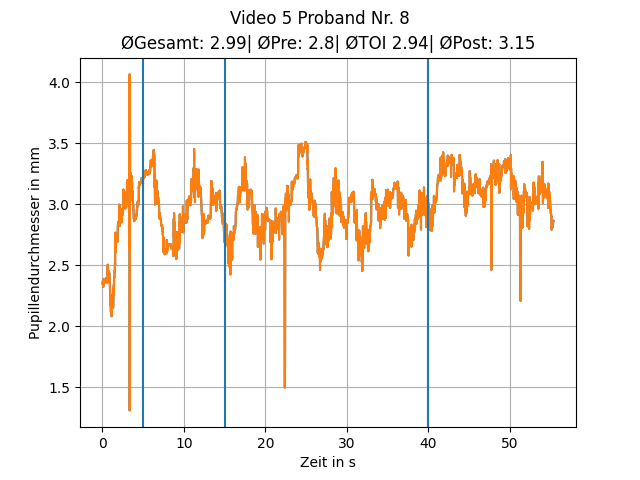 Video 5 Proband Nr. 8
ØGesamt: 2.99| ØPre: 2.8| ØTOI 2.94| ØPost: 3.15
4.0
3.5
3.0
2.5
2.0
1.5
Pupillendurchmesser in mm
0 10 20 30 40 50
Zeit in s